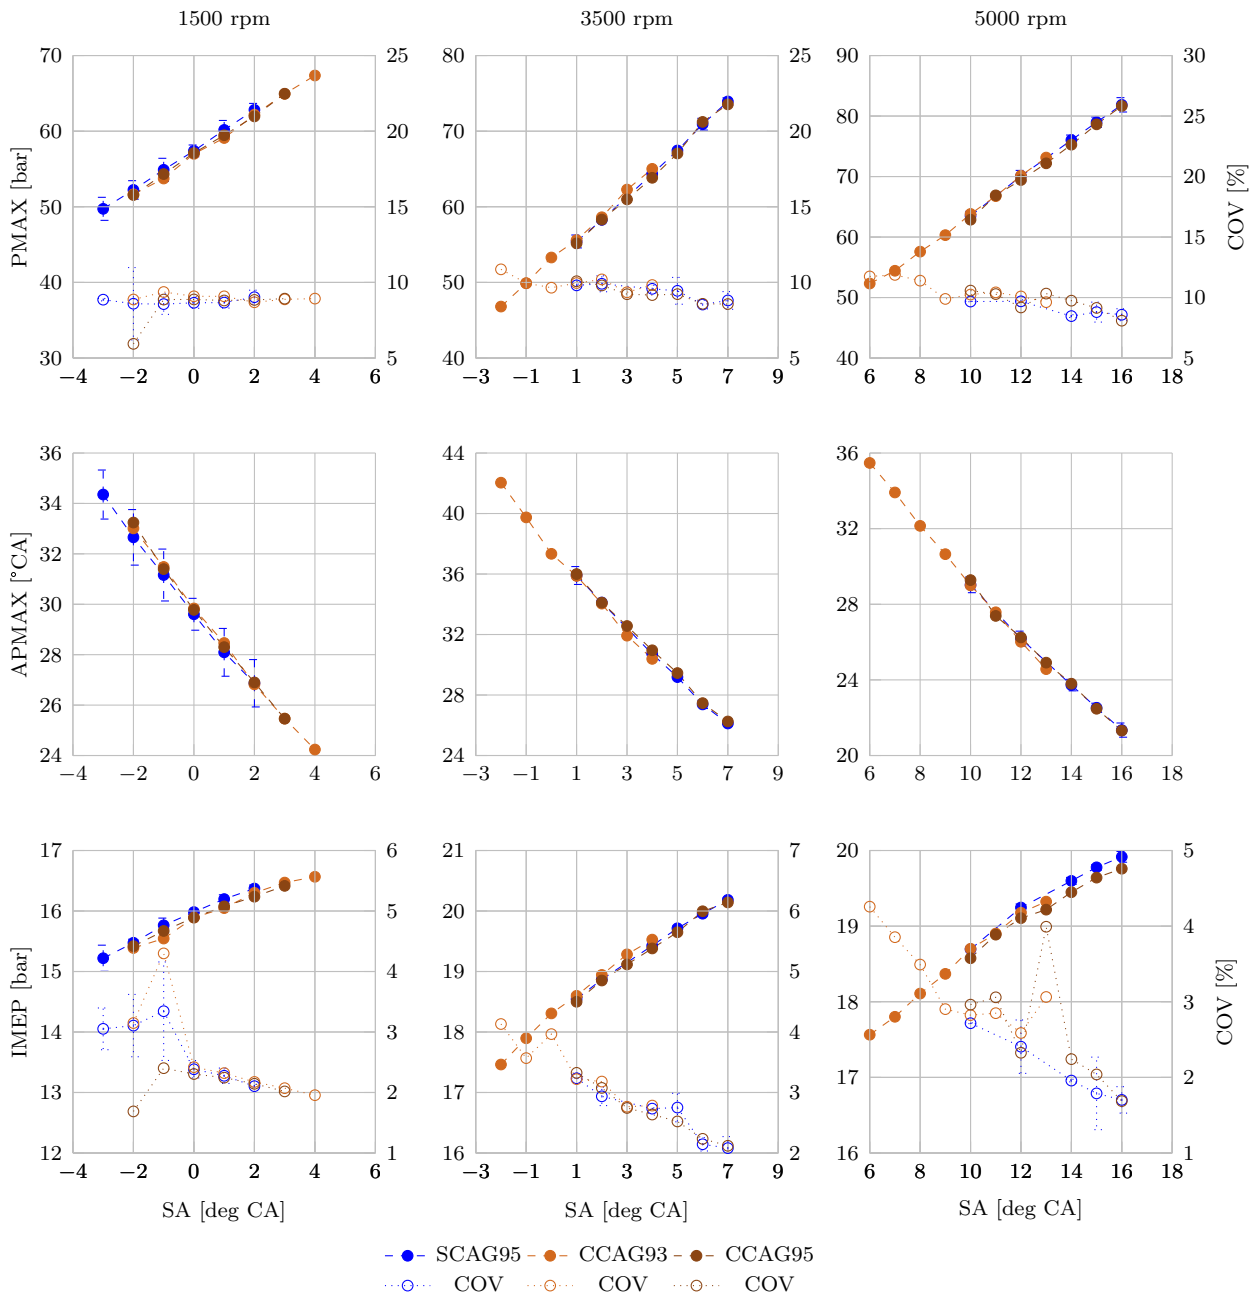 1500 rpm 3500 rpm 5000 rpm
70 25 80 25 90 30
60 20 70 20 80 25
70 20
50 15 60 15 60 15
40 10 50 10 50 10
30 5 40 5 40 5
PMAX [bar]
COV [%]
−4 −2 0 2 4 6 −3 −1 1 3 5 7 9 6 8 10 12 14 16 18
36 44 36
34 40
32 36 32
30 32 28
28
26 28 24
24 24 20
APMAX [°CA]
−4 −2 0 2 4 6 −3 −1 1 3 5 7 9 6 8 10 12 14 16 18
17 6 21 7 20 5
16 5 20 6 19 4
15 4 19 5
14 3 18 4 18 3
13 2 17 3 17 2
12 1 16 2 16 1
IMEP [bar]
COV [%]
−4 −2 0 2 4 6 −3 −1 1 3 5 7 9 6 8 10 12 14 16 18
SA [deg CA] SA [deg CA] SA [deg CA]
SCAG95 CCAG93 CCAG95
COV COV COV